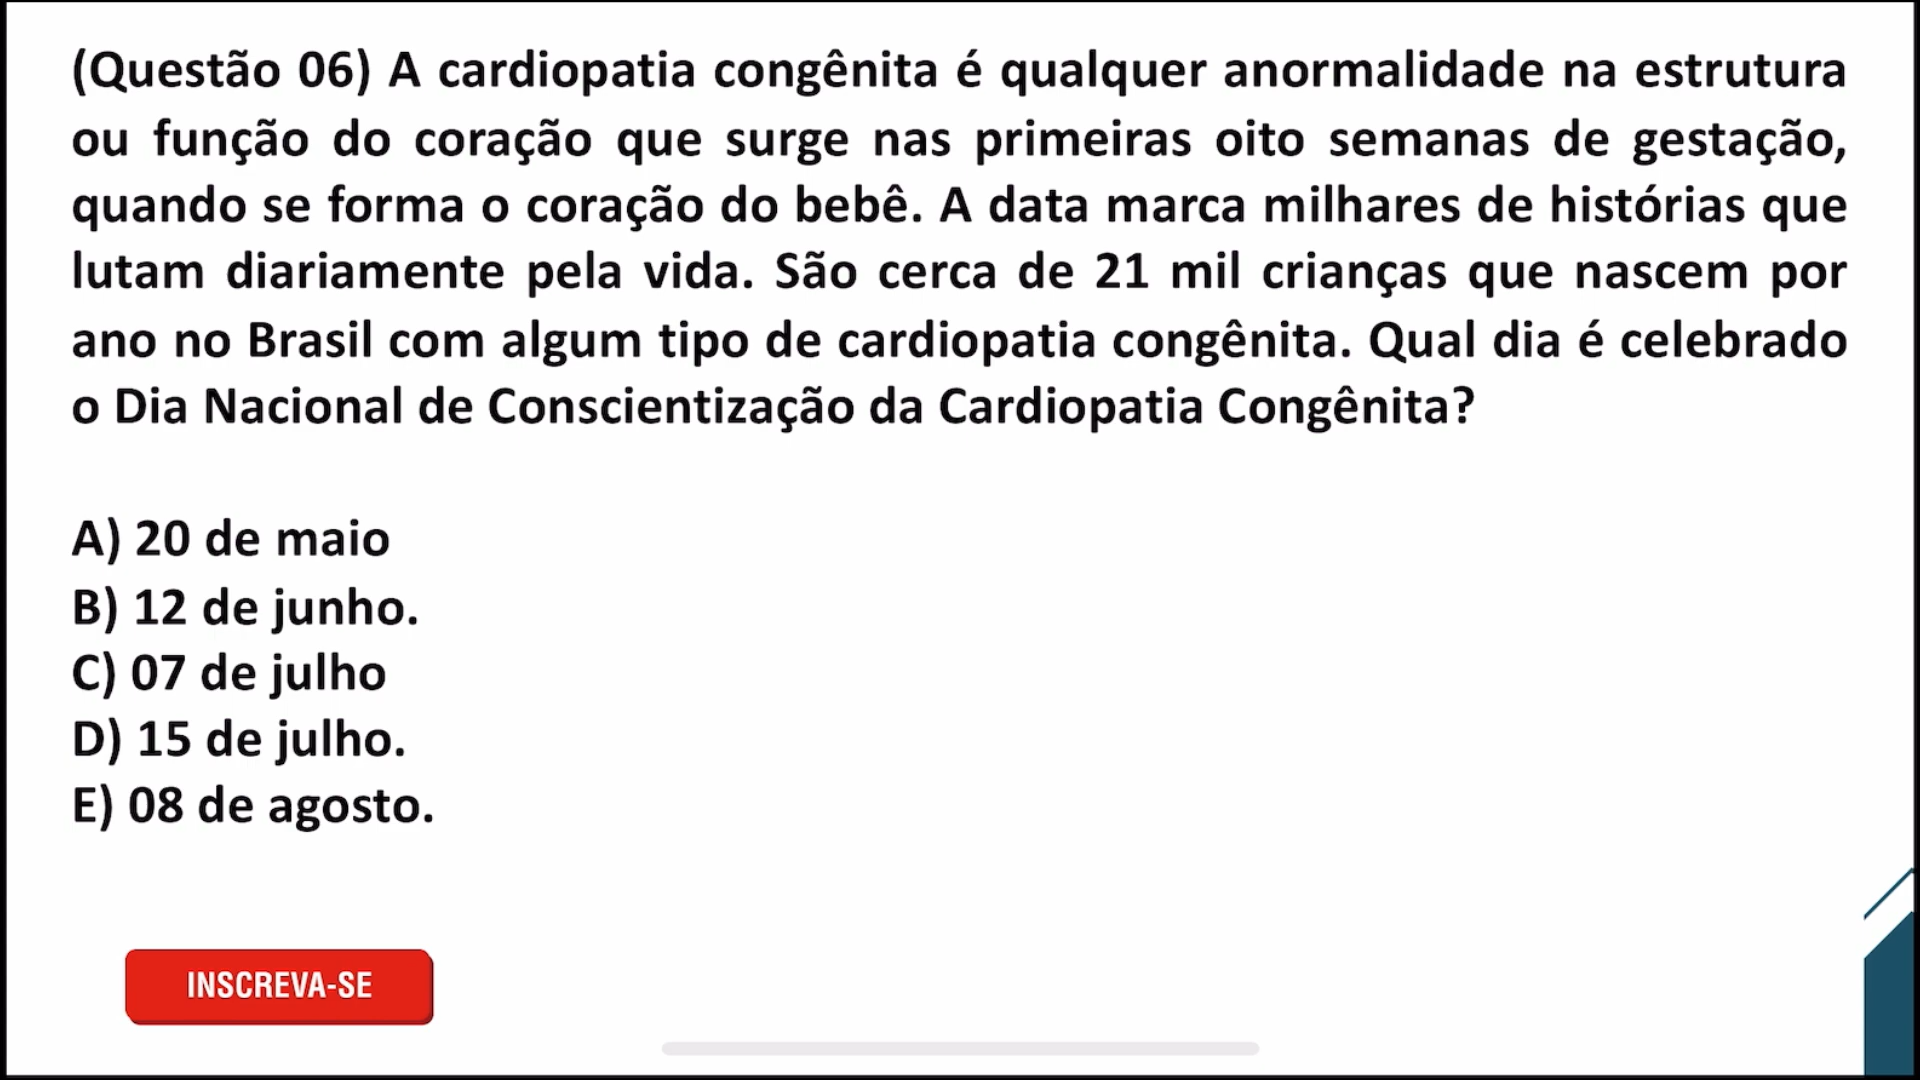 (Questão 06) A cardiopatia congênita é qualquer anormalidade na estrutura
ou função do coração que surge nas primeiras oito semanas de gestação,
quando se forma o coração do bebê. A data marca milhares de histórias que
lutam diariamente pela vida. São cerca de 21 mil crianças que nascem por
ano no Brasil com algum tipo de cardiopatia congênita. Qual dia é celebrado
o Dia Nacional de Conscientização da Cardiopatia Congênita?
A) 20 de maio
B) 12 de junho.
C) 07 de julho
D) 15 de julho.
E) 08 de agosto.
INSCREVA-SE